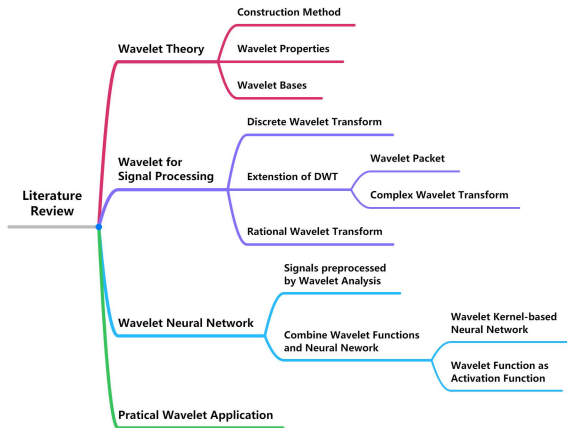 Literature
Review
Wavelet Theory
Construction Method
Wavelet Properties
Wavelet Bases
Wavelet for
Signal Processing
Discrete Wavelet Transform
Extenstion of DWT
Wavelet Packet
Complex Wavelet Transform
Rational Wavelet Transform
Wavelet Neural Network
Signals preprocessed
by Wavelet Analysis
Combine Wavelet Functions
and Neural Nework
Wavelet Kernel-based
Neural Network
Wavelet Function as
Activation Function
Pratical Wavelet Application